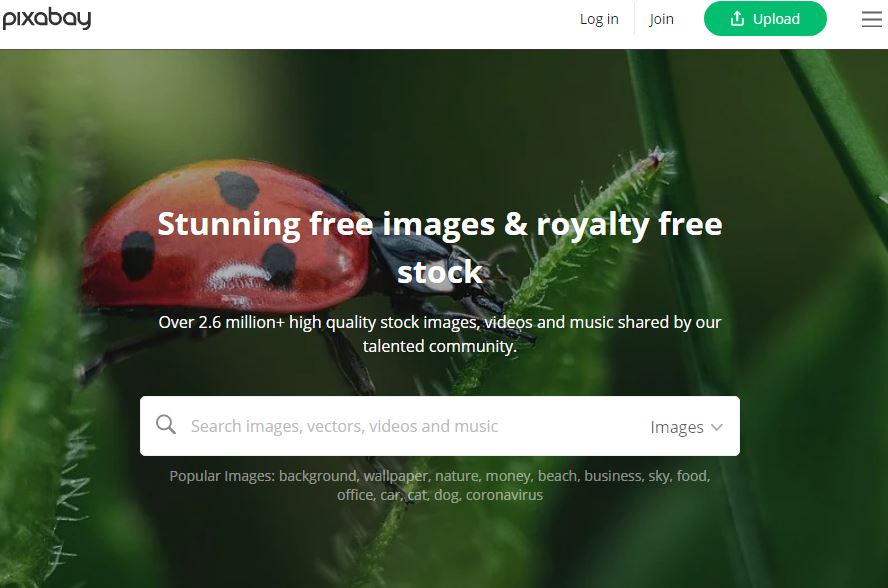 pixabay
Log in
Join
Upload
Stunning free images & royalty free
stock
Over 2.6 million+ high quality stock images, videos and music shared by our
talented community.
Search images, vectors, videos and music
Images
Popular Images: background, wallpaper, nature, money, beach, business, sky, food,
office, car, cat, dog, coronavirus